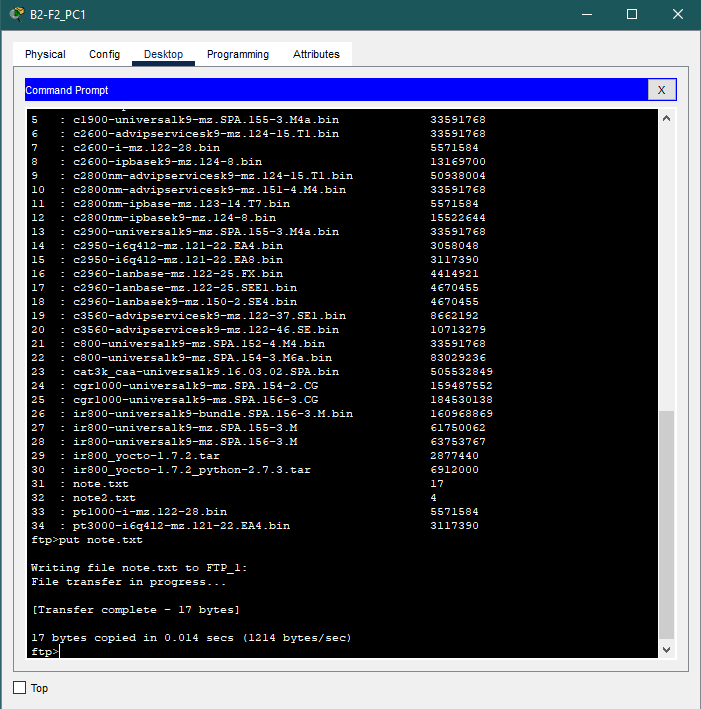 B2-F2_PC1
Physical Config Desktop Programming Attributes
Command Prompt X
5 : c1900-universalk9-mz.SPA.155-3.M4a.bin 33591768
6 : c2600-advipservicesk9-mz.124-15.T1.bin 33591768
7 : c2600-i-mz.122-28.bin 5571584
8 : c2600-ipbasek9-mz.124-8.bin 13169700
9 : c2800nm-advipservicesk9-mz.124-15.T1.bin 50938004
10 : c2800nm-advipservicesk9-mz.151-4.M4.bin 33591768
11 : c2800nm-ipbase-mz.123-14.T7.bin 5571584
12 : c2800nm-ipbasek9-mz.124-8.bin 15522644
13 : c2900-universalk9-mz.SPA.155-3.M4a.bin 33591768
14 : c2950-i6q4l2-mz.121-22.EA4.bin 3058048
15 : c2950-i6q4l2-mz.121-22.EA8.bin 3117390
16 : c2960-lanbase-mz.122-25.FX.bin 4414921
17 : c2960-lanbase-mz.122-25.SEE1.bin 4670455
18 : c2960-lanbasek9-mz.150-2.SE4.bin 4670455
19 : c3560-advipservicesk9-mz.122-37.SE1.bin 8662192
20 : c3560-advipservicesk9-mz.122-46.SE.bin 10713279
21 : c800-universalk9-mz.SPA.152-4.M4.bin 33591768
22 : c800-universalk9-mz.SPA.154-3.M6a.bin 83029236
23 : cat3k_caa-universalk9.16.03.02.SPA.bin 505532849
24 : cgr1000-universalk9-mz.SPA.154-2.CG 159487552
25 : cgr1000-universalk9-mz.SPA.156-3.CG 184530138
26 : ir800-universalk9-bundle.SPA.156-3.M.bin 160968869
27 : ir800-universalk9-mz.SPA.155-3.M 61750062
28 : ir800-universalk9-mz.SPA.156-3.M 63753767
29 : ir800_yocto-1.7.2.tar 2877440
30 : ir800_yocto-1.7.2_python-2.7.3.tar 6912000
31 : note.txt 17
32 : note2.txt 4
33 : pt1000-i-mz.122-28.bin 5571584
34 : pt3000-i6q4l2-mz.121-22.EA4.bin 3117390
ftp>put note.txt
Writing file note.txt to FTP_1:
File transfer in progress...
[Transfer complete - 17 bytes]
17 bytes copied in 0.014 secs (1214 bytes/sec)
ftp>
Top